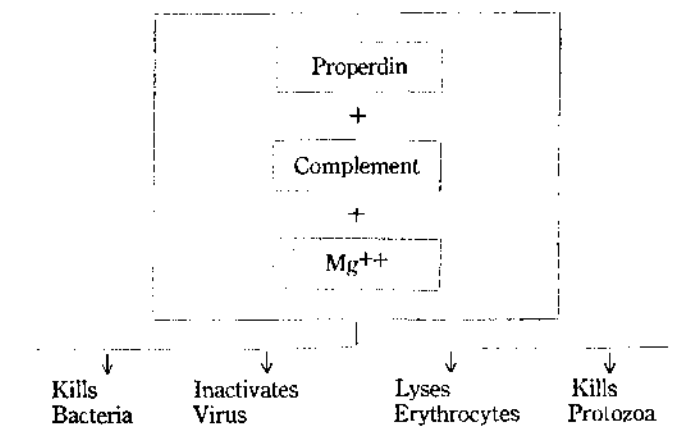 Properdin
+
Complement
+
Mg++
Kills Inactivates Lyses Kills
Bacteria Virus Erythrocytes Protozoa